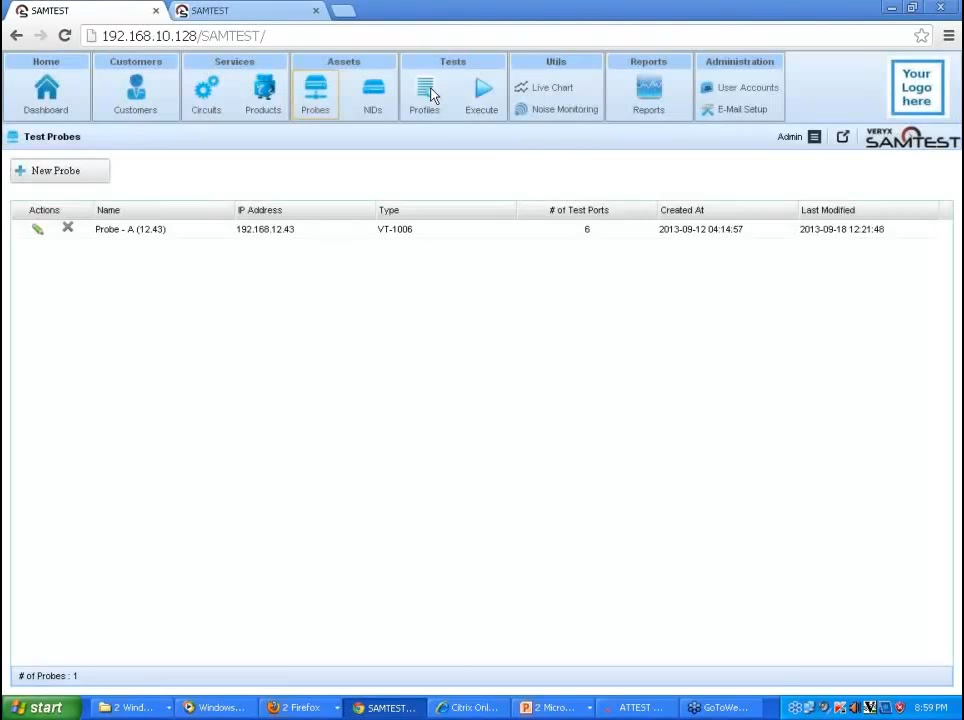 SAMTEST x SAMTEST x
192.168.10.128/SAMTEST/
Home Customers Services Assets Tests Utils Reports Administration
Dashboard Customers Circuits Products Probes NIDs Profiles Execute Live Chart Noise Monitoring Reports User Accounts E-Mail Setup
Your
Logo
here
Test Probes Admin VERYX SAMTEST
New Probe
Actions Name IP Address Type # of Test Ports Created At Last Modified
Probe - A (12.43) 192.168.12.43 VT-1006 6 2013-09-12 04:14:57 2013-09-18 12:21:48
# of Probes : 1
start 2 Wind... Windows... 2 Firefox SAMTEST... Citrix Onl... 2 Micro... ATTEST ... GoToWe... 8:59 PM